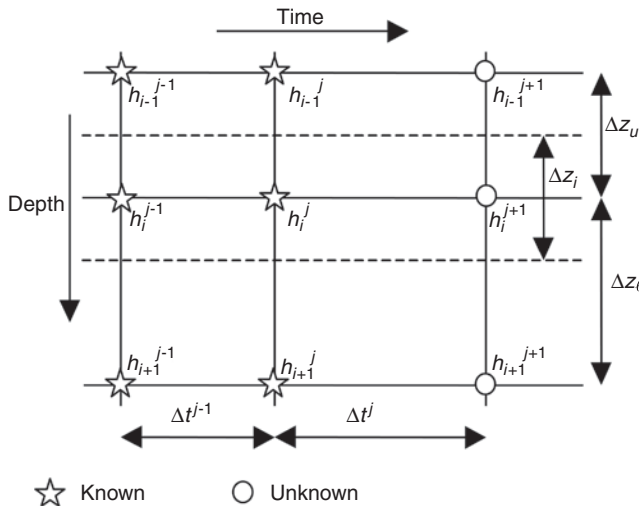 Time
h_{i-1}^{j-1} h_{i-1}^{j} h_{i-1}^{j+1}
Δz_u
Δz_i
Depth
h_i^{j-1} h_i^{j} h_i^{j+1}
Δz_ℓ
h_{i+1}^{j-1} h_{i+1}^{j} h_{i+1}^{j+1}
Δt^{j-1} Δt^{j}
Known Unknown